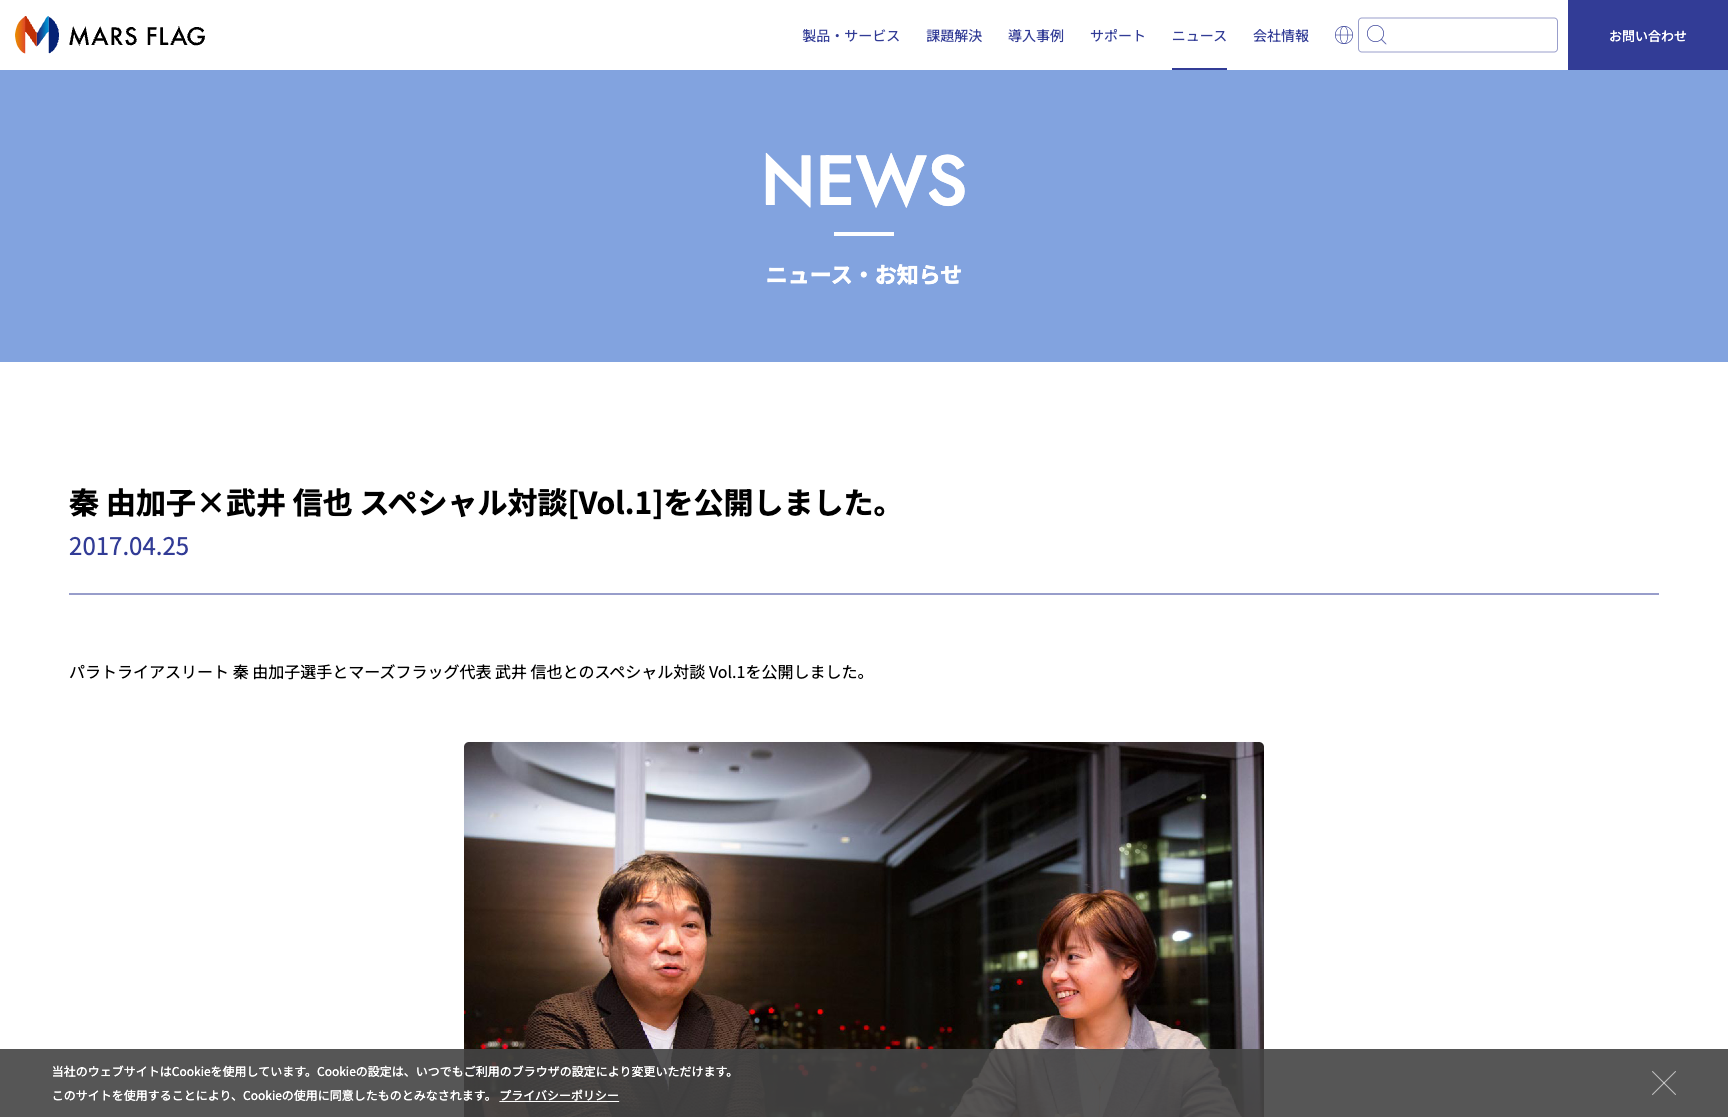 MARS FLAG
製品・サービス 課題解決 導入事例 サポート ニュース 会社情報 お問い合わせ
NEWS
ニュース・お知らせ
秦 由加子×武井 信也 スペシャル対談[Vol.1]を公開しました。
2017.04.25
パラトライアスリート 秦 由加子選手とマーズフラッグ代表 武井 信也とのスペシャル対談 Vol.1を公開しました。
当社のウェブサイトはCookieを使用しています。Cookieの設定は、いつでもご利用のブラウザの設定により変更いただけます。
このサイトを使用することにより、Cookieの使用に同意したものとみなされます。 プライバシーポリシー